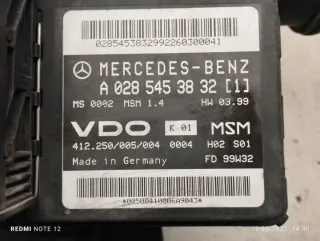 0285453832992260300041
MERCEDES-BENZ
A 028 545 38 32 [1]
MS 0002 MSM 1.4 HW 03.99
VDO K 01 MSM
412.250/005/004 0004 H02 S01
Made in Germany FD 99W32
*00500410006A9043*
REDMI NOTE 12